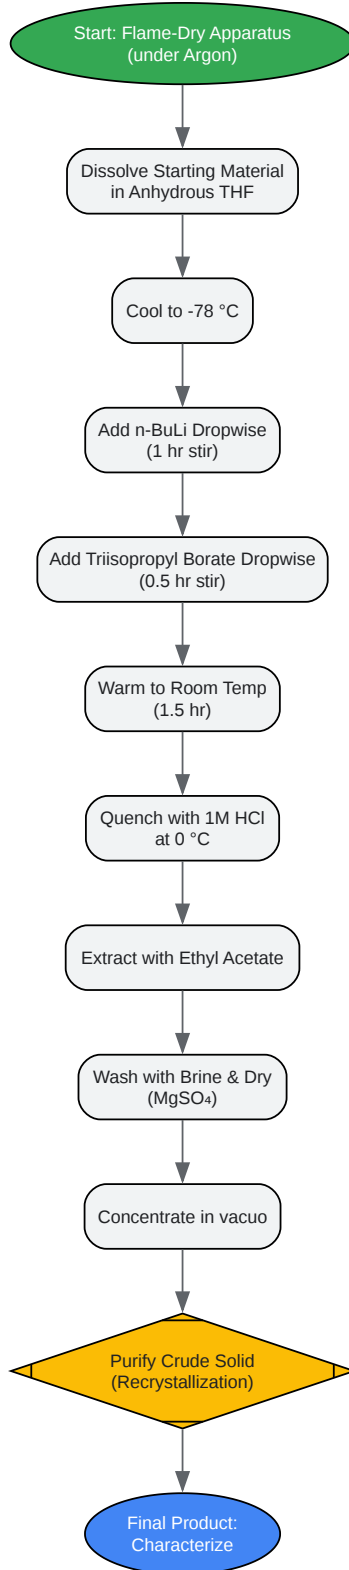 Start: Flame-Dry Apparatus
(under Argon)
Dissolve Starting Material
in Anhydrous THF
Cool to -78 °C
Add n-BuLi Dropwise
(1 hr stir)
Add Triisopropyl Borate Dropwise
(0.5 hr stir)
Warm to Room Temp
(1.5 hr)
Quench with 1M HCl
at 0 °C
Extract with Ethyl Acetate
Wash with Brine & Dry
(MgSO₄)
Concentrate in vacuo
Purify Crude Solid
(Recrystallization)
Final Product:
Characterize